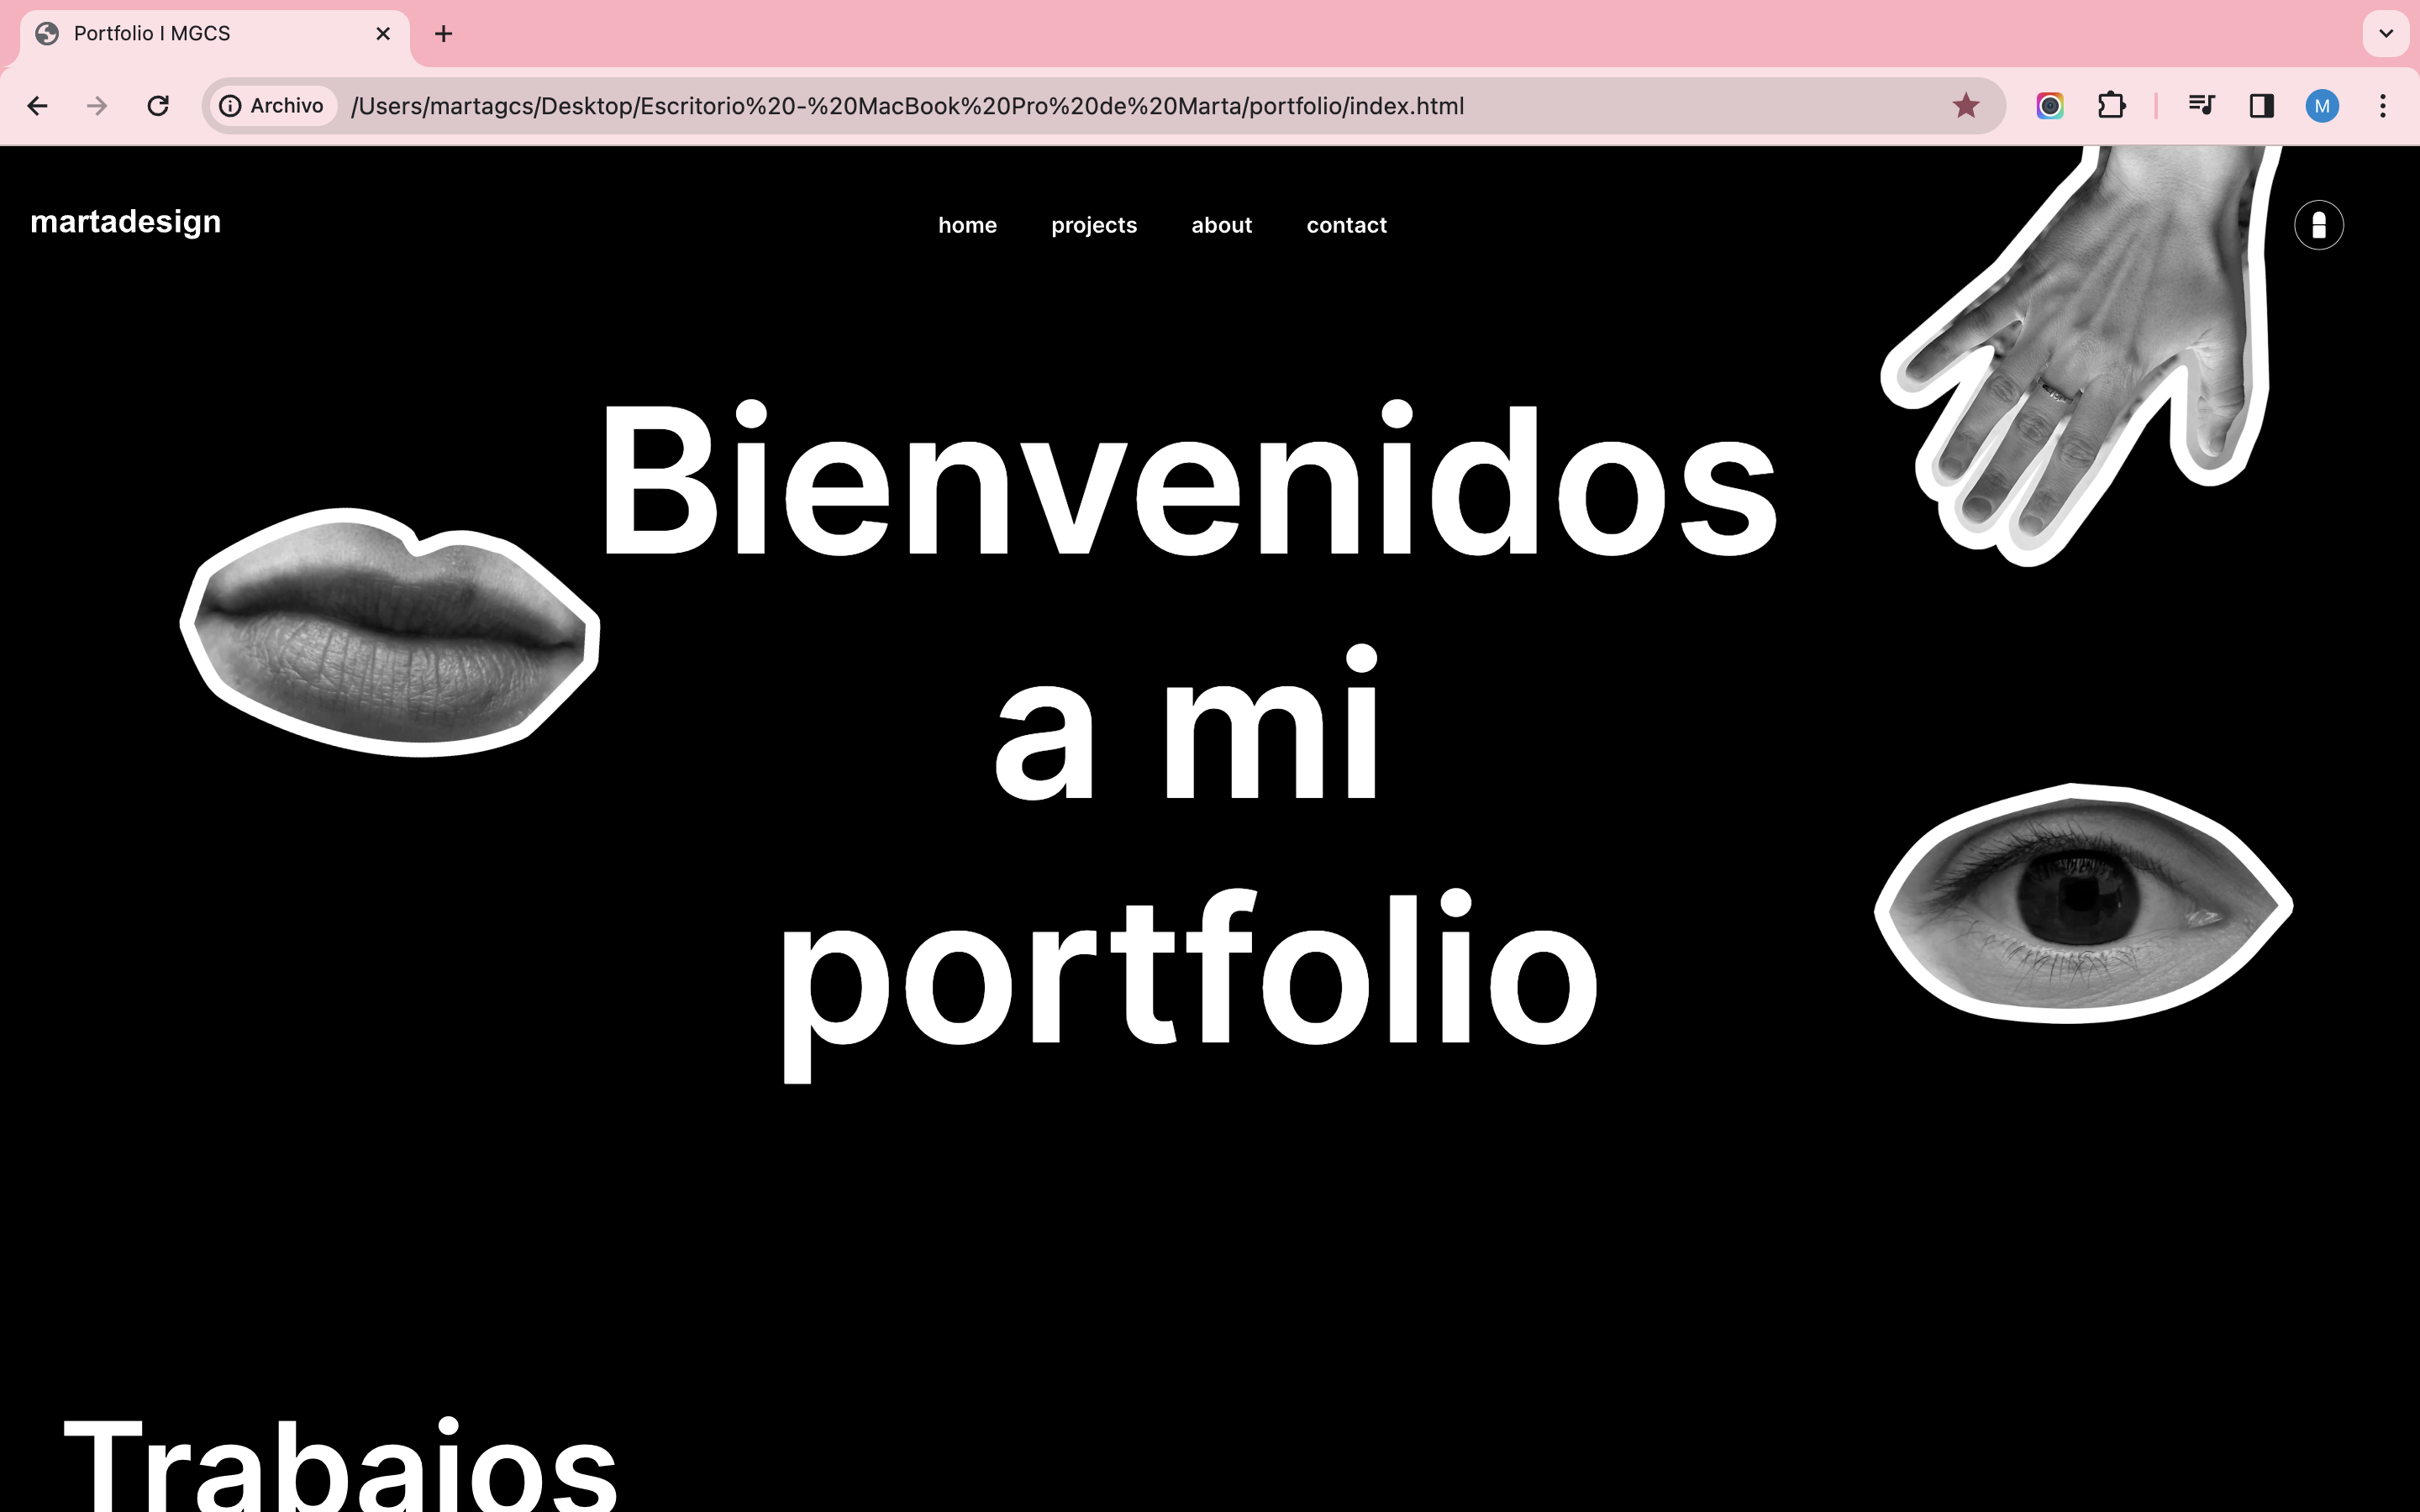 Portfolio I MGCS
Archivo /Users/martagcs/Desktop/Escritorio%20-%20MacBook%20Pro%20de%20Marta/portfolio/index.html
M
martadesign
home projects about contact
Bienvenidos
a mi
portfolio
Trabajos